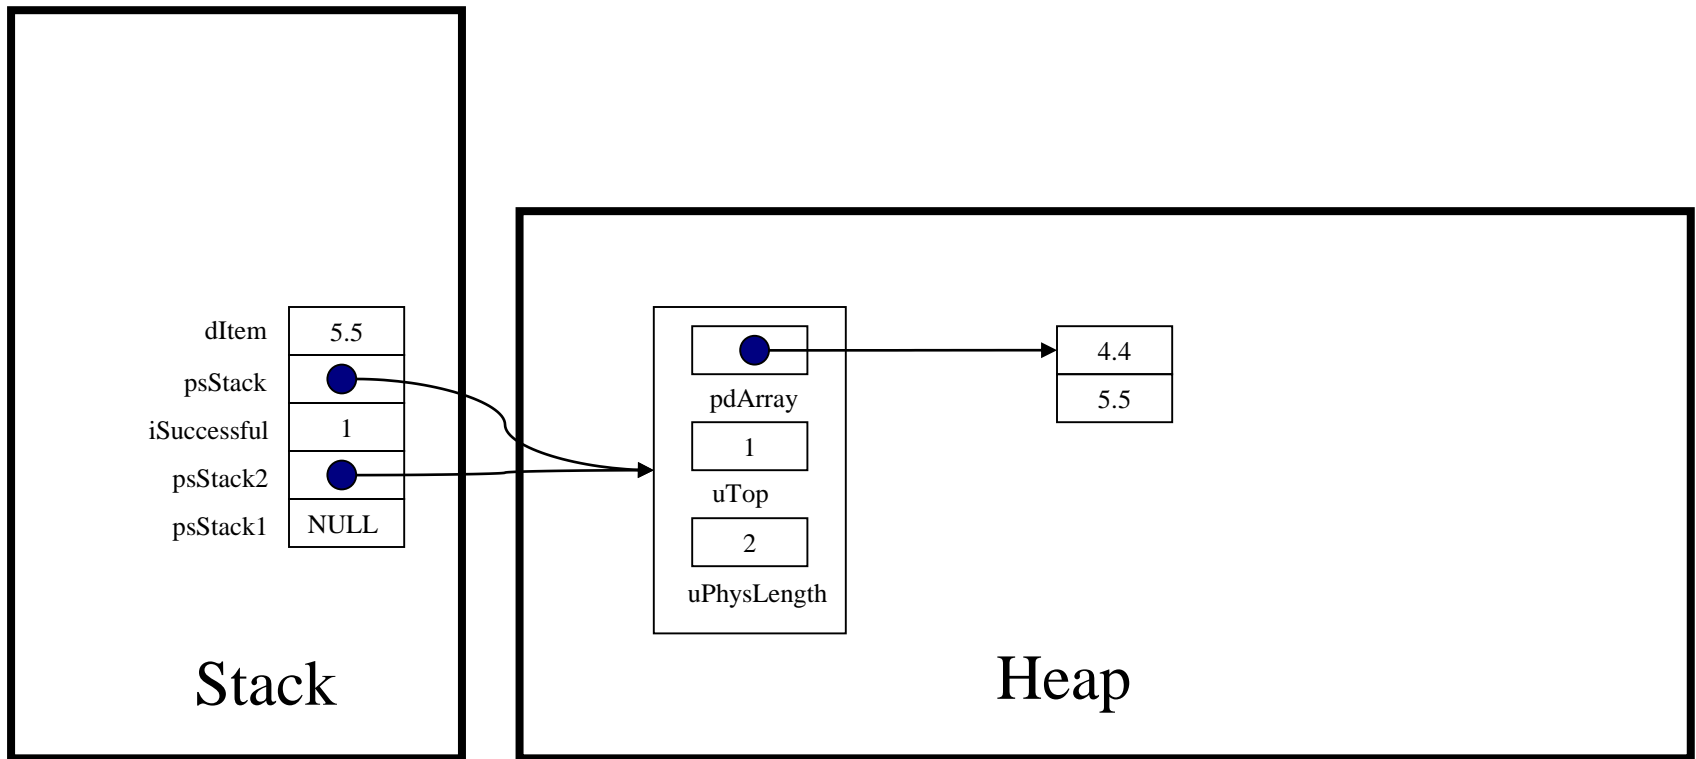 dItem 5.5
psStack
iSuccessful 1
psStack2
psStack1 NULL
Stack
pdArray
1
uTop
2
uPhysLength
4.4
5.5
Heap